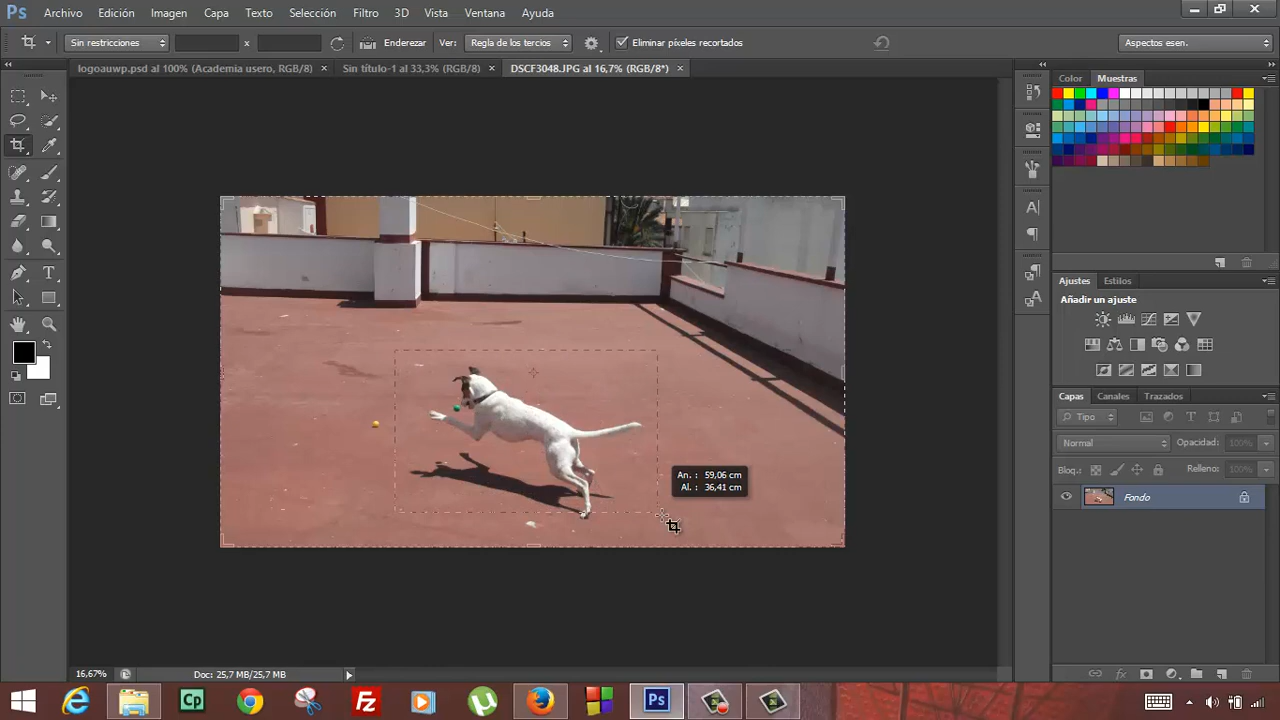 Ps Archivo Edición Imagen Capa Texto Selección Filtro 3D Vista Ventana Ayuda
Sin restricciones x Enderezar Ver: Regla de los tercios Eliminar píxeles recortados Aspectos esen.
logoauwp.psd al 100% (Academia usero, RGB/8) x Sin título-1 al 33,3% (RGB/8) x DSCF3048.JPG al 16,7% (RGB/8*) x
Color Muestras
Ajustes Estilos
Añadir un ajuste
Capas Canales Trazados
Tipo
Normal Opacidad: 100%
Bloq.: Relleno: 100%
Fondo
An. : 59,06 cm
Al. : 36,41 cm
16,67% Doc: 25,7 MB/25,7 MB
Cp Fz Ps